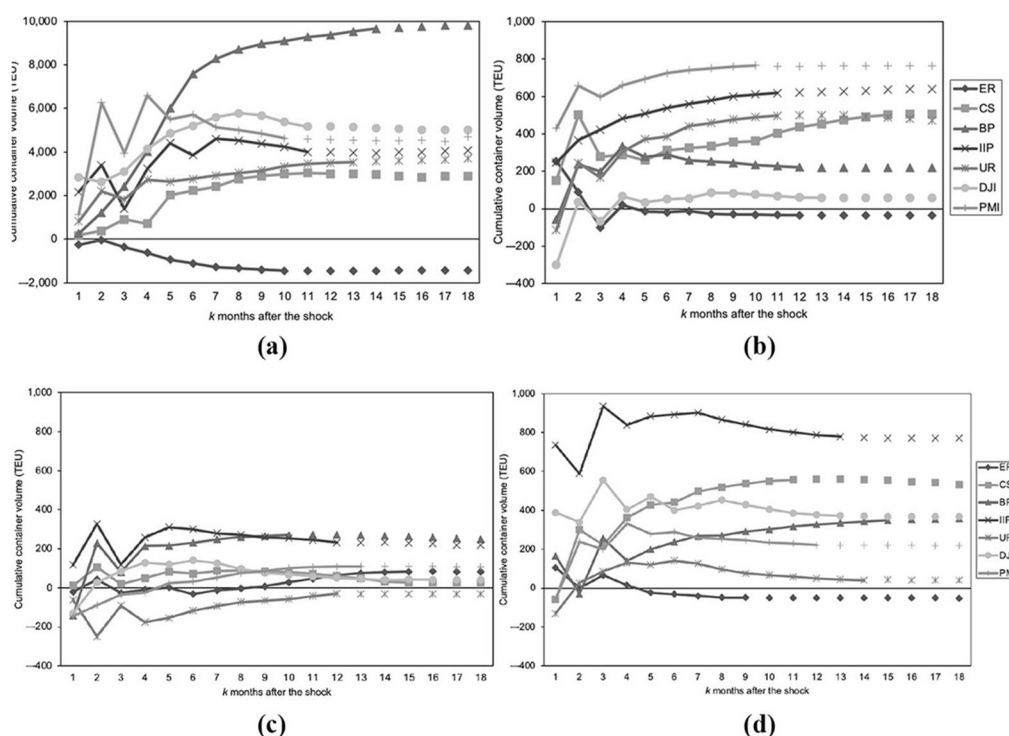 10,000
8,000
6,000
4,000
2,000
0
—2,000
Cumulative container volume (TEU)
1 2 3 4 5 6 7 8 9 10 11 12 13 14 15 16 17 18
k months after the shock
(a)
1,000
800
600
400
200
0
—200
—400
Cumulative container volume (TEU)
1 2 3 4 5 6 7 8 9 10 11 12 13 14 15 16 17 18
k months after the shock
ER
CS
BP
IIP
UR
DJI
PMI
(b)
1,000
800
600
400
200
0
—200
—400
Cumulative container volume (TEU)
1 2 3 4 5 6 7 8 9 10 11 12 13 14 15 16 17 18
k months after the shock
(c)
1,000
800
600
400
200
0
—200
—400
Cumulative container volume (TEU)
1 2 3 4 5 6 7 8 9 10 11 12 13 14 15 16 17 18
k months after the shock
(d)